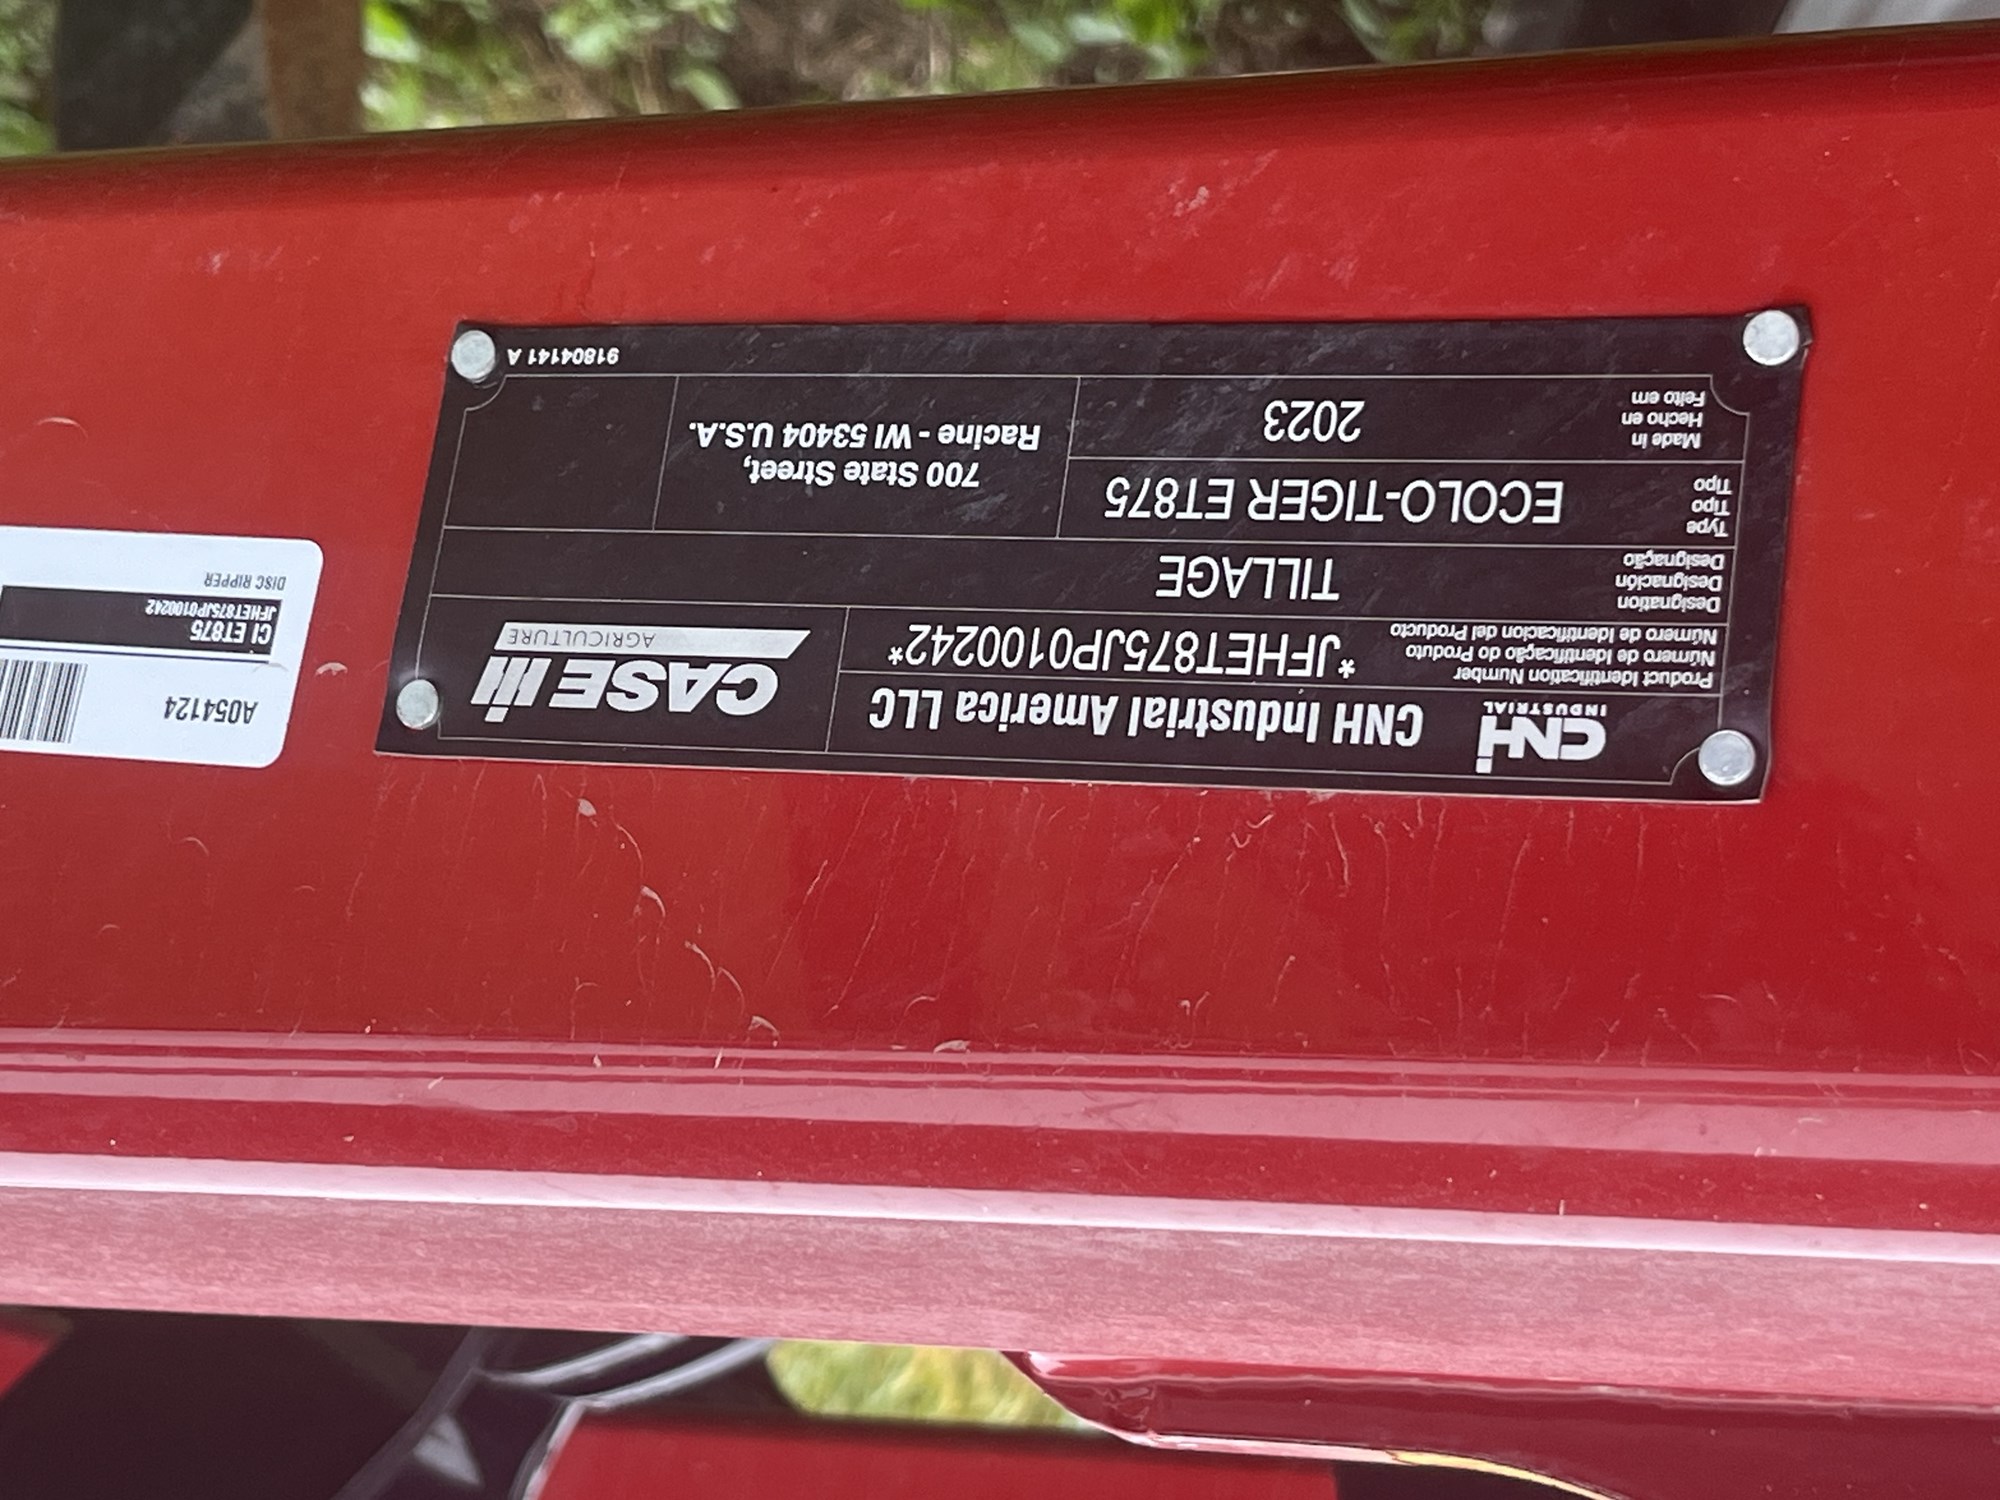 CNH
INDUSTRIAL
CNH Industrial America LLC
CASE III
AGRICULTURE
Product Identification Number
Número de Identificação do Produto
Número de Identificacion del Producto
*JFHET875JP0100242*
Designation
Designación
Designação
TILLAGE
Type
Tipo
Tipo
ECOLO-TIGER ET875
Made in
Hecho en
Feito em
2023
700 State Street,
Racine - WI 53404 U.S.A.
91804141 A
A054124
CI ET875
JFHET875JP0100242
DISC RIPPER